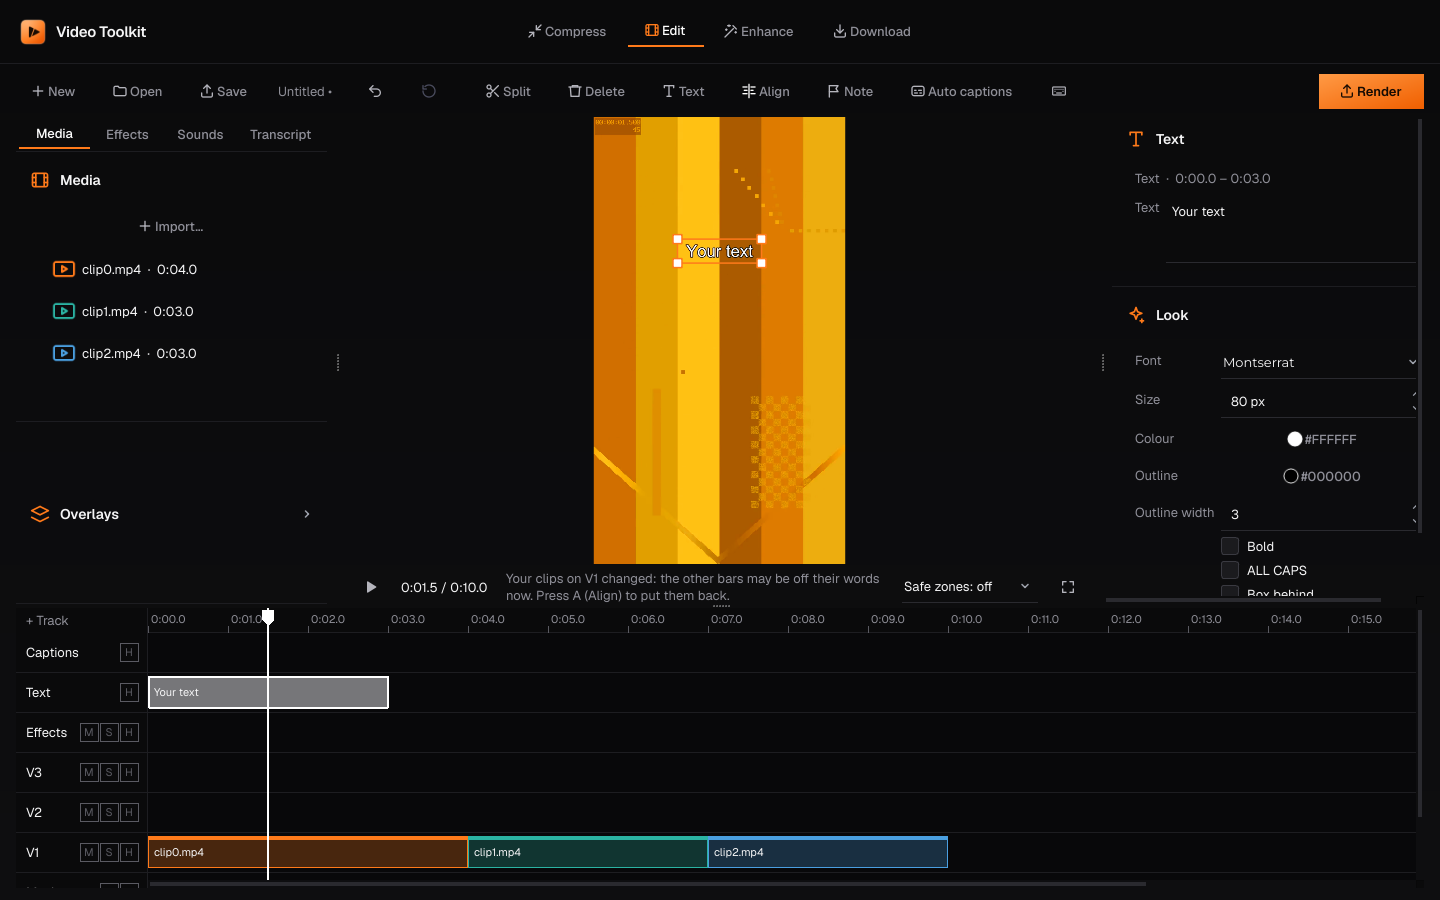 Video Toolkit
Compress
Edit
Enhance
Download
New
Open
Save
Untitled •
Split
Delete
Text
Align
Note
Auto captions
Render
Media
Effects
Sounds
Transcript
Media
Import...
clip0.mp4 · 0:04.0
clip1.mp4 · 0:03.0
clip2.mp4 · 0:03.0
Overlays
Your text
Text
Text · 0:00.0 – 0:03.0
Text Your text
Look
Font Montserrat
Size 80 px
Colour #FFFFFF
Outline #000000
Outline width 3
Bold
ALL CAPS
Box behind
0:01.5 / 0:10.0
Your clips on V1 changed: the other bars may be off their words
now. Press A (Align) to put them back.
Safe zones: off
+ Track
0:00.0 0:01.0 0:02.0 0:03.0 0:04.0 0:05.0 0:06.0 0:07.0 0:08.0 0:09.0 0:10.0 0:11.0 0:12.0 0:13.0 0:14.0 0:15.0
Captions H
Text H Your text
Effects M S H
V3 M S H
V2 M S H
V1 M S H clip0.mp4 clip1.mp4 clip2.mp4